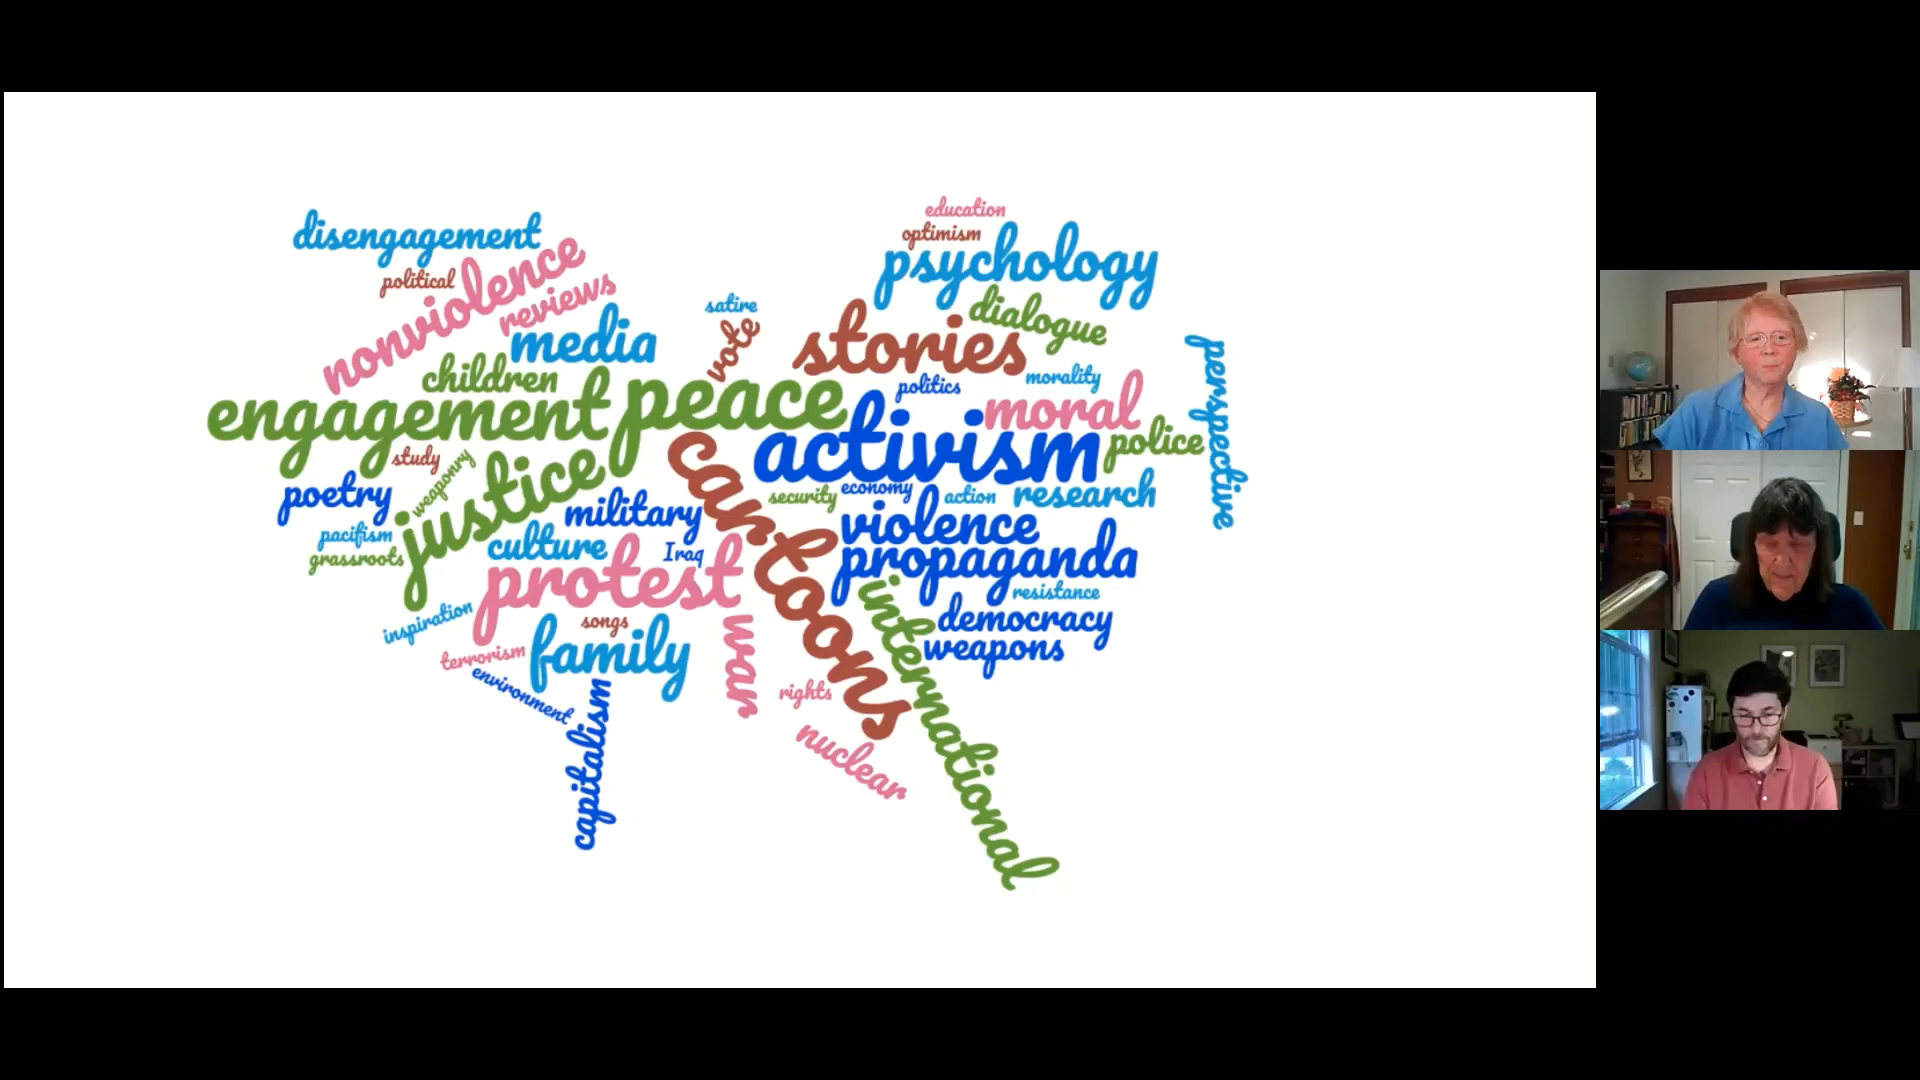 education
disengagement
optimism
psychology
political
nonviolence
reviews
satire
dialogue
media
vote
stories
children
politics
morality
perspective
engagement
peace
moral
activism
police
study
weaponry
justice
cartoons
poetry
military
security
economy
action
research
pacifism
culture
Iraq
violence
grassroots
protest
propaganda
international
resistance
inspiration
songs
democracy
terrorism
family
war
weapons
environment
rights
capitalism
nuclear